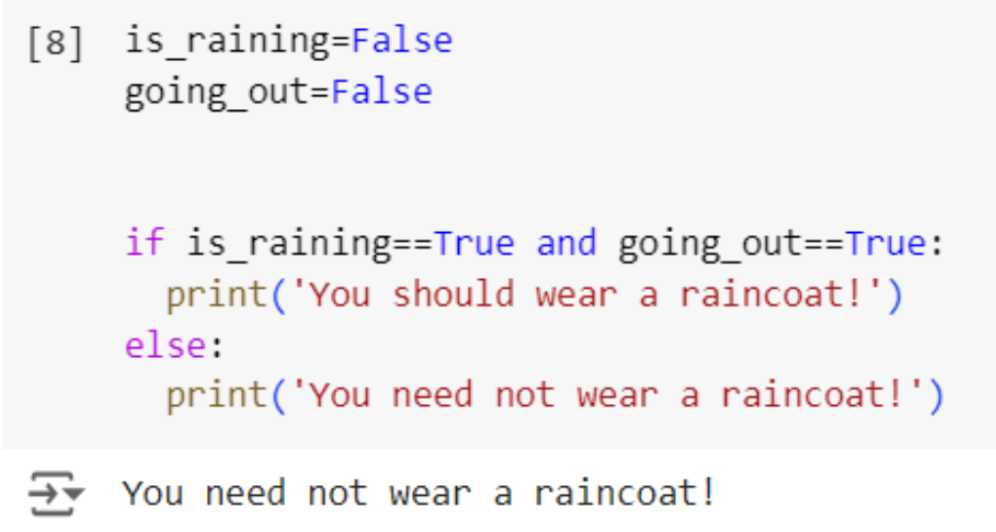 [8] is_raining=False
going_out=False
if is_raining==True and going_out==True:
  print('You should wear a raincoat!')
else:
  print('You need not wear a raincoat!')
You need not wear a raincoat!